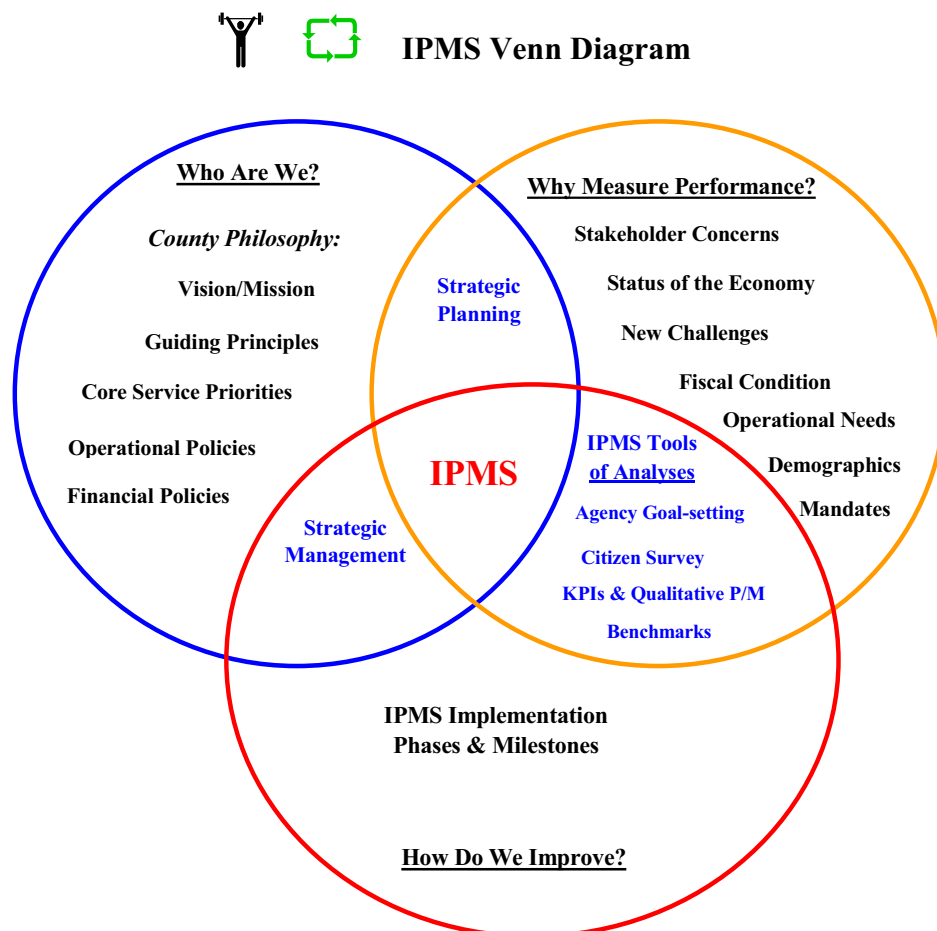 IPMS Venn Diagram
Who Are We?
County Philosophy:
Vision/Mission
Guiding Principles
Core Service Priorities
Operational Policies
Financial Policies
Strategic
Planning
Why Measure Performance?
Stakeholder Concerns
Status of the Economy
New Challenges
Fiscal Condition
Operational Needs
Demographics
Mandates
IPMS
Strategic
Management
IPMS Tools
of Analyses
Agency Goal-setting
Citizen Survey
KPIs & Qualitative P/M
Benchmarks
IPMS Implementation
Phases & Milestones
How Do We Improve?